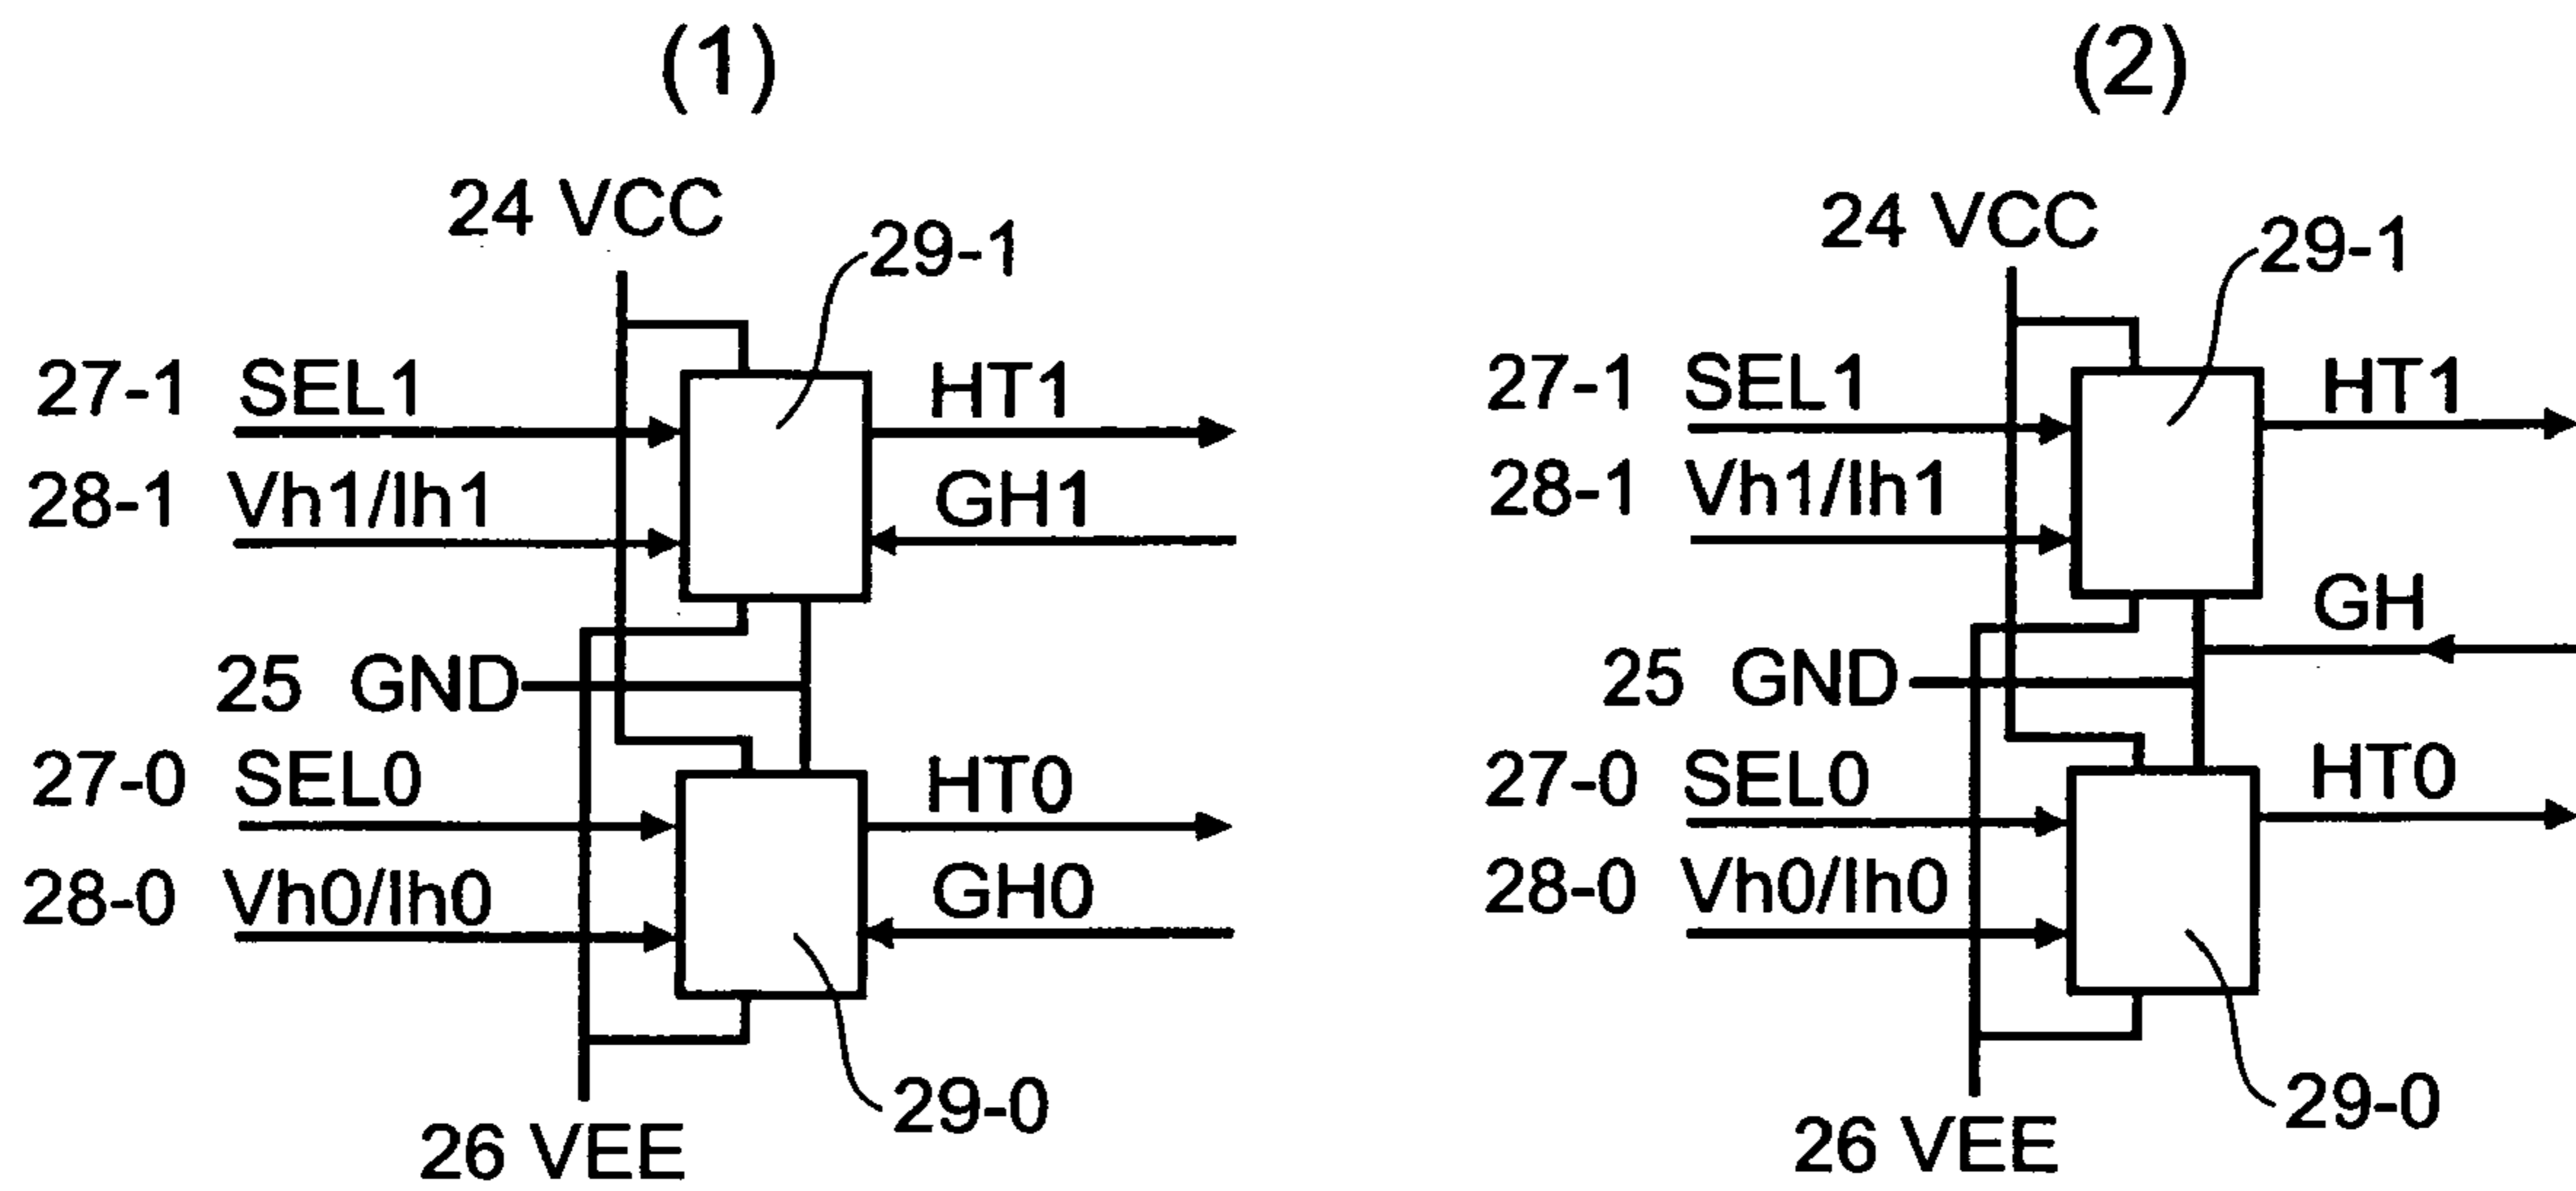 (1)
24 VCC
29-1
27-1 SEL1
HT1
28-1 Vh1/Ih1
GH1
25 GND
27-0 SEL0
HT0
28-0 Vh0/Ih0
GH0
29-0
26 VEE
(2)
24 VCC
29-1
27-1 SEL1
HT1
28-1 Vh1/Ih1
GH
25 GND
27-0 SEL0
HT0
28-0 Vh0/Ih0
29-0
26 VEE